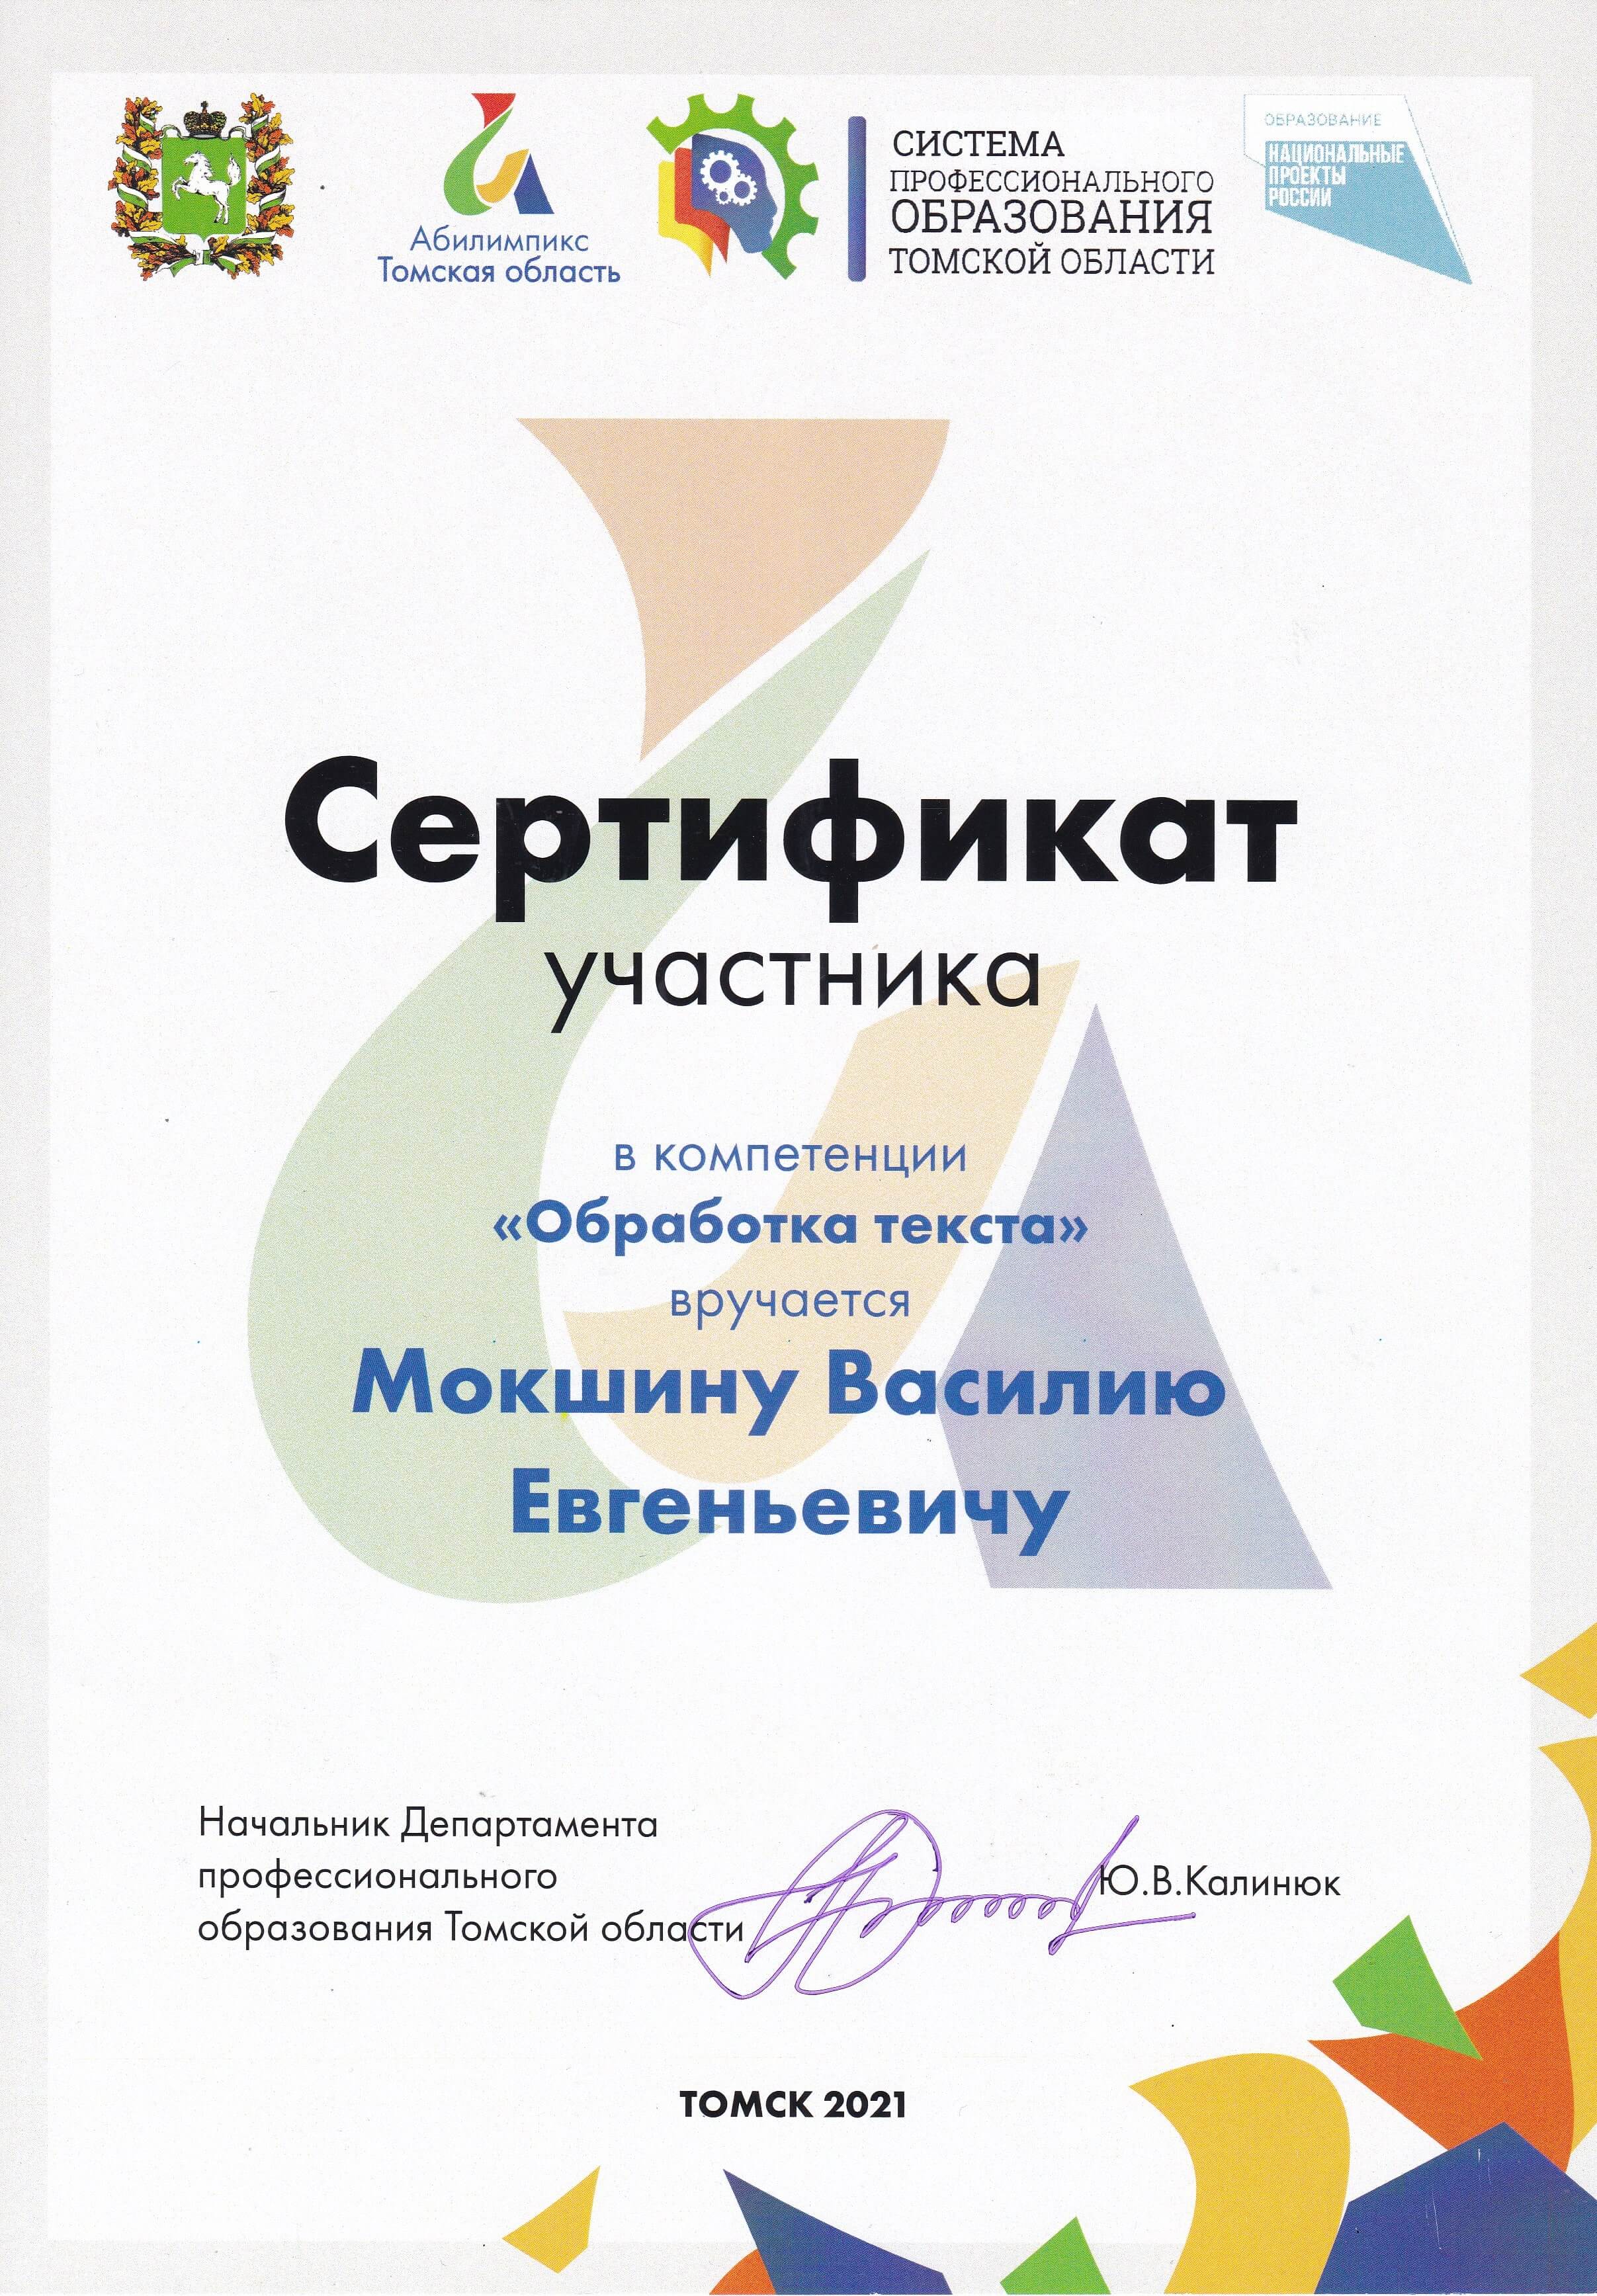 Абилимпикс
Томская область
СИСТЕМА
ПРОФЕССИОНАЛЬНОГО
ОБРАЗОВАНИЯ
ТОМСКОЙ ОБЛАСТИ
ОБРАЗОВАНИЕ
НАЦИОНАЛЬНЫЕ
ПРОЕКТЫ
РОССИИ
Сертификат
участника
в компетенции
«Обработка текста»
вручается
Мокшину Василию
Евгеньевичу
Начальник Департамента
профессионального
образования Томской области
Ю.В.Калинюк
ТОМСК 2021